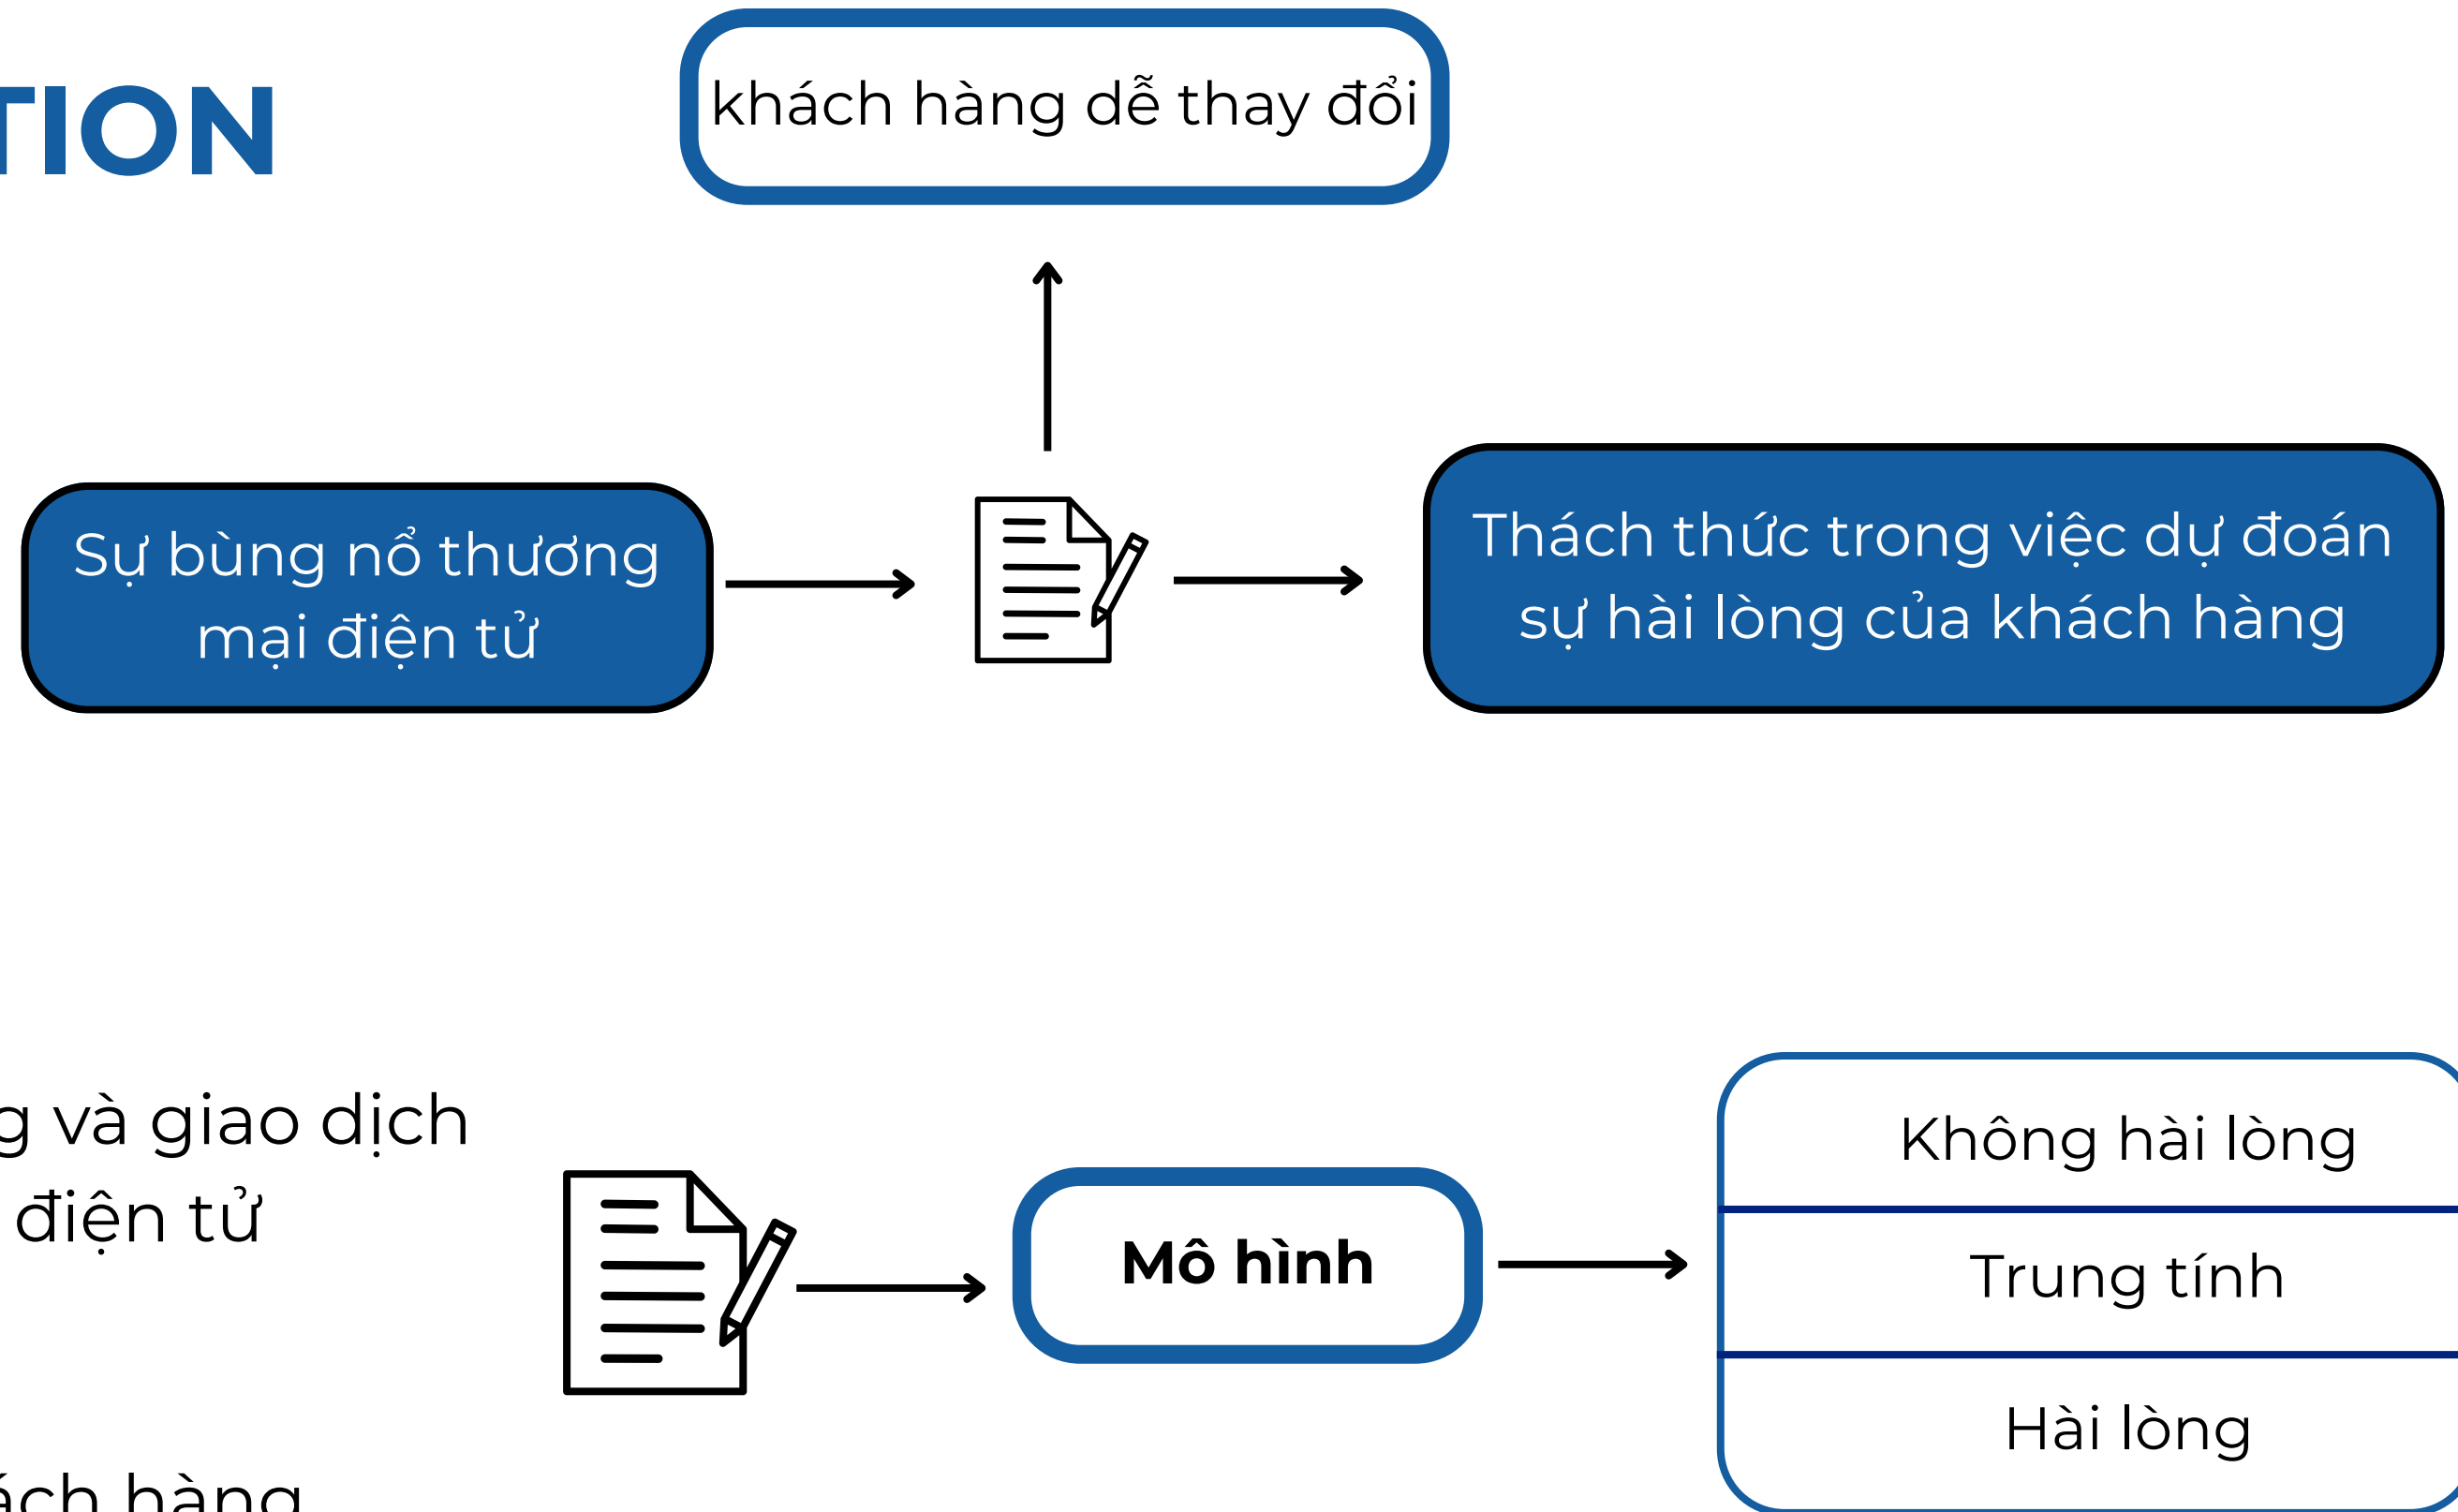 TION
khách hàng dễ thay đổi
Sự bùng nổ thương
mại điện tử
Thách thức trong việc dự đoán
sự hài lòng của khách hàng
và giao dịch
điện tử
Mô hình
Không hài lòng
Trung tính
Hài lòng
hàng